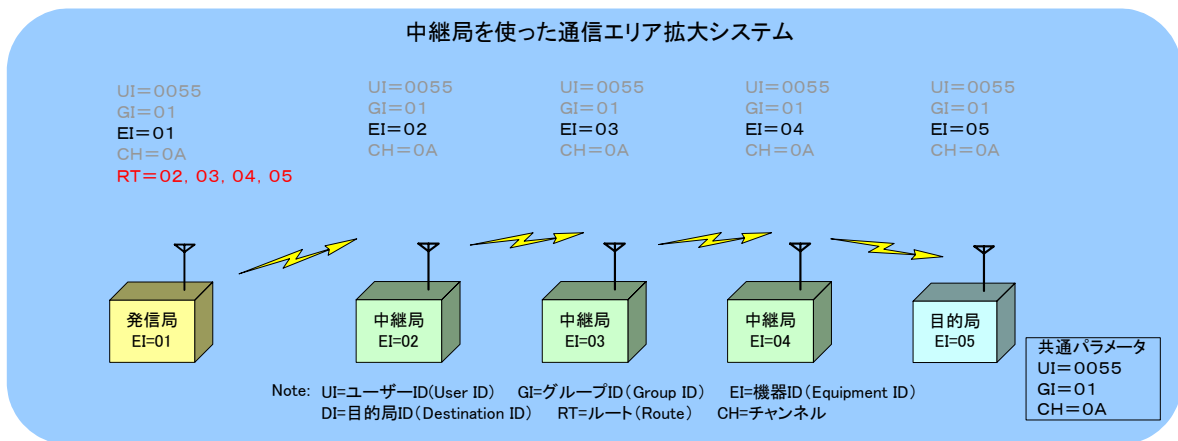 中継局を使った通信エリア拡大システム
UI=0055
GI=01
EI=01
CH=0A
RT=02, 03, 04, 05
UI=0055
GI=01
EI=02
CH=0A
UI=0055
GI=01
EI=03
CH=0A
UI=0055
GI=01
EI=04
CH=0A
UI=0055
GI=01
EI=05
CH=0A
発信局
EI=01
中継局
EI=02
中継局
EI=03
中継局
EI=04
目的局
EI=05
共通パラメータ
UI=0055
GI=01
CH=0A
Note: UI=ユーザーID(User ID) GI=グループID(Group ID) EI=機器ID(Equipment ID)
DI=目的局ID(Destination ID) RT=ルート(Route) CH=チャンネル